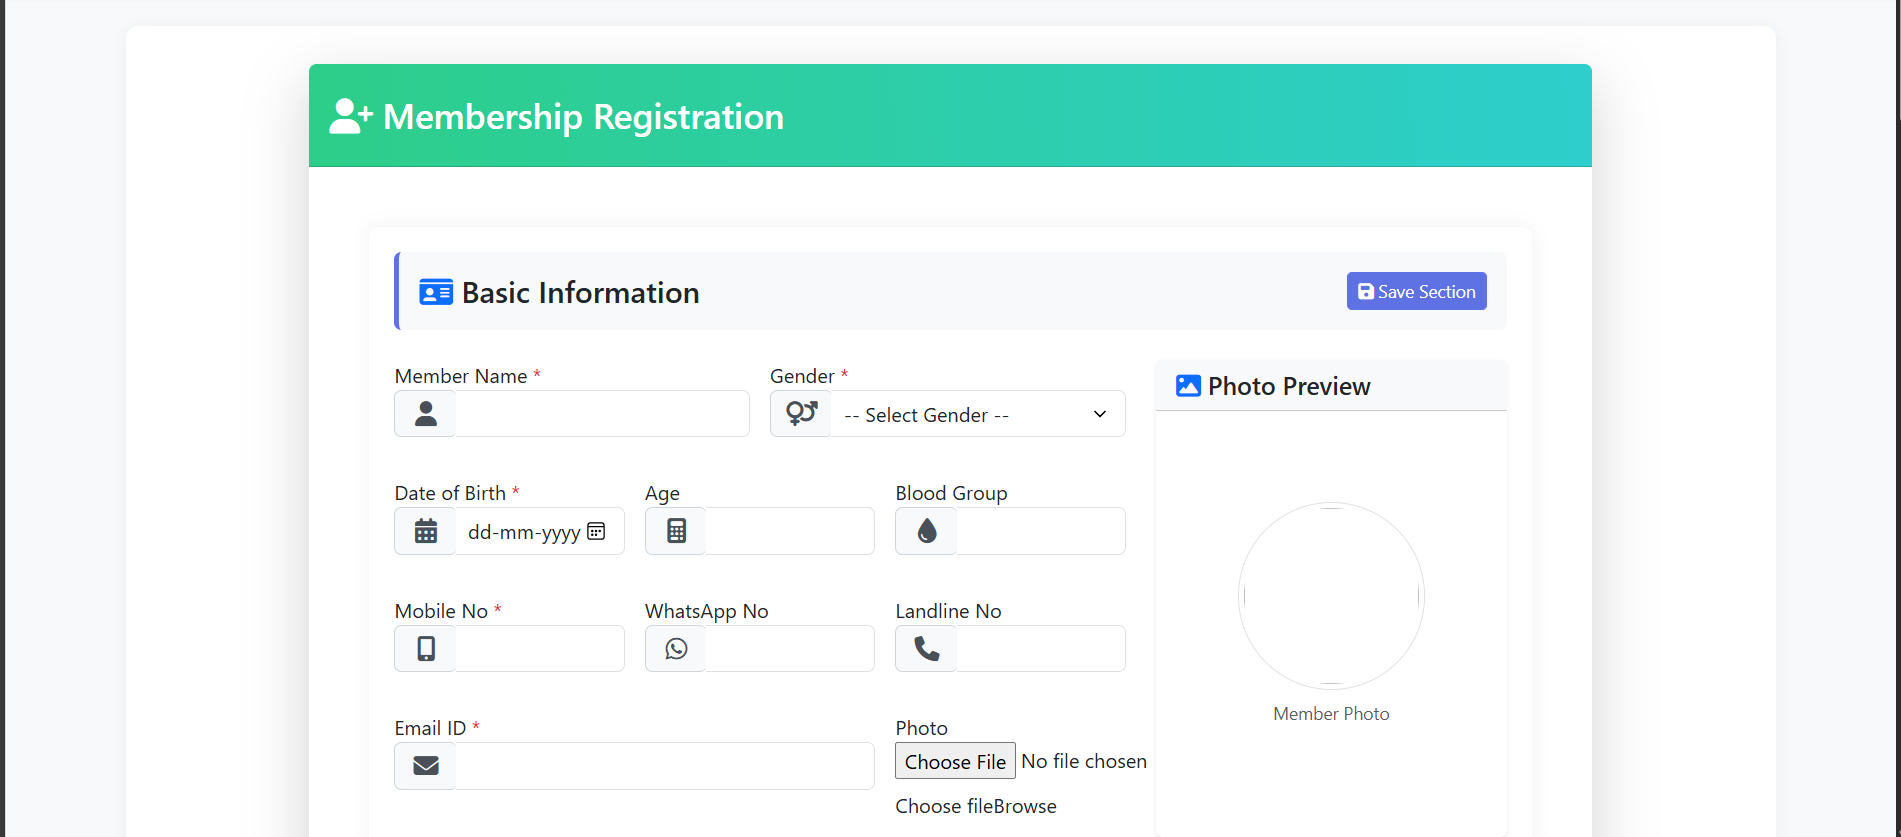 Membership Registration
Basic Information
Save Section
Member Name *
Gender *
-- Select Gender --
Photo Preview
Date of Birth *
Age
Blood Group
dd-mm-yyyy
Mobile No *
WhatsApp No
Landline No
Member Photo
Email ID *
Photo
Choose File No file chosen
Choose fileBrowse